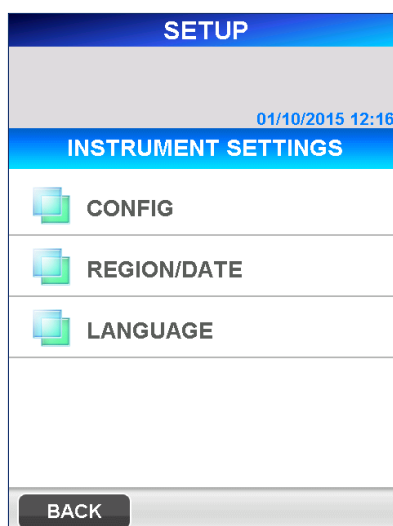 SETUP
01/10/2015 12:16
INSTRUMENT SETTINGS
CONFIG
REGION/DATE
LANGUAGE
BACK